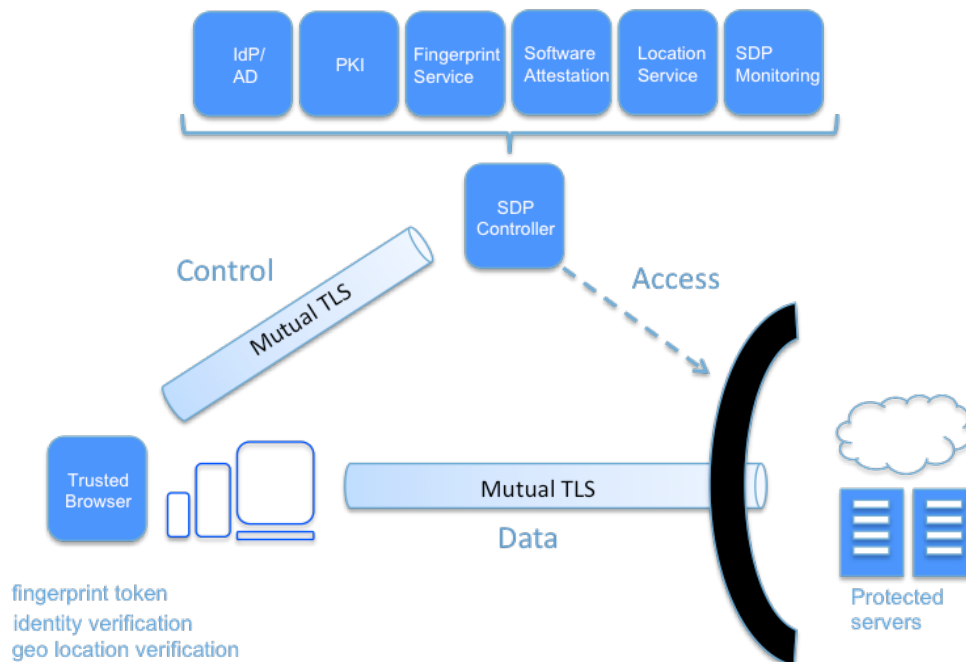 IdP/
AD
PKI
Fingerprint
Service
Software
Attestation
Location
Service
SDP
Monitoring
SDP
Controller
Control
Access
Mutual TLS
Trusted
Browser
Mutual TLS
Data
Protected
servers
fingerprint token
identity verification
geo location verification